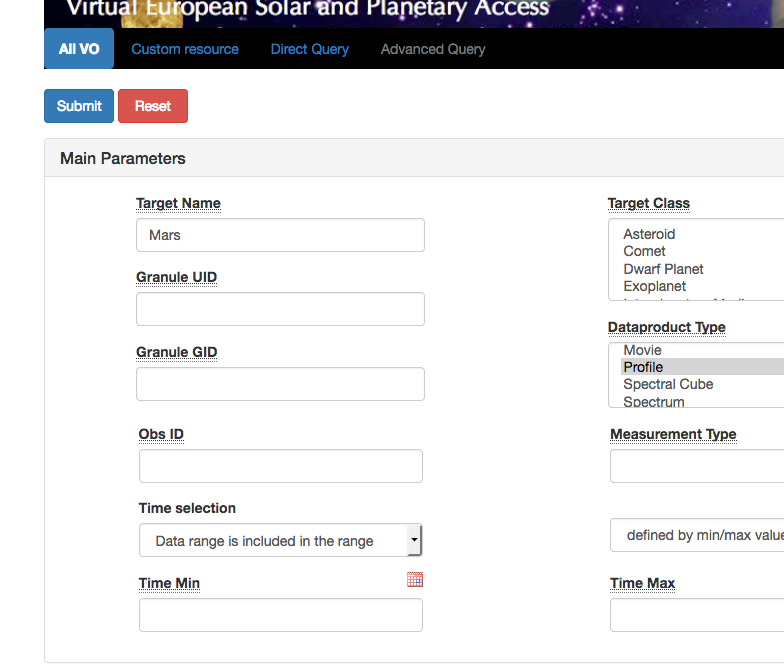 Virtual European Solar and Planetary Access
All VO Custom resource Direct Query Advanced Query
Submit Reset
Main Parameters
Target Name
Mars
Granule UID
Granule GID
Obs ID
Time selection
Data range is included in the range
Time Min
Target Class
Asteroid
Comet
Dwarf Planet
Exoplanet
Dataproduct Type
Movie
Profile
Spectral Cube
Spectrum
Measurement Type
defined by min/max value
Time Max